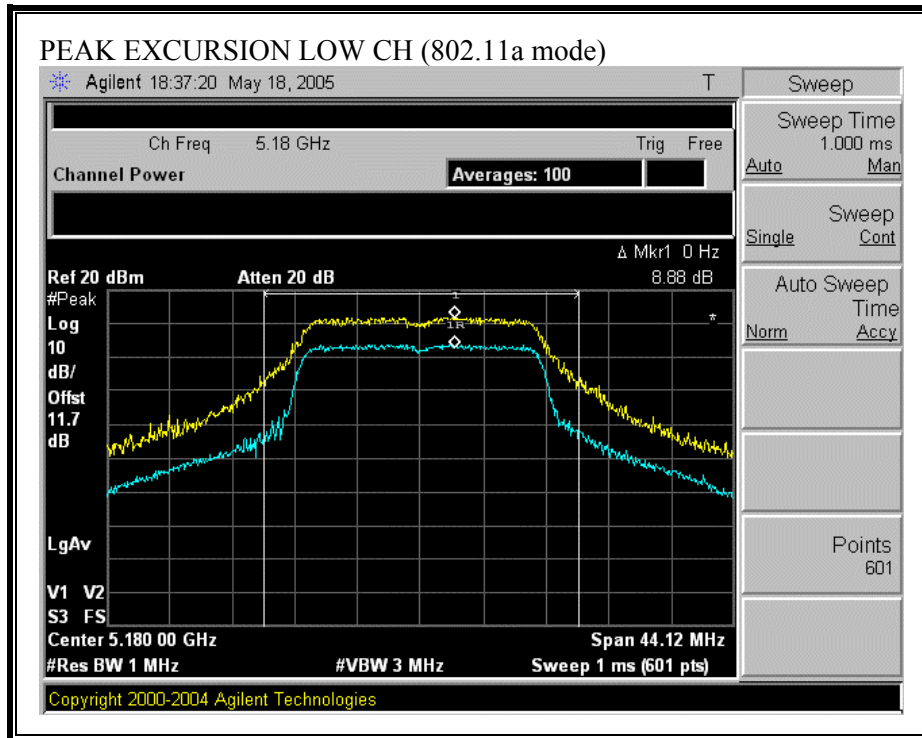 PEAK EXCURSION LOW CH (802.11a mode)
Agilent 18:37:20 May 18, 2005 T
Ch Freq 5.18 GHz Trig Free
Channel Power Averages: 100
Δ Mkr1 0 Hz
Ref 20 dBm Atten 20 dB 8.88 dB
#Peak
Log
10
dB/
Offst
11.7
dB
LgAv
V1 V2
S3 FS
1
1R
*
Center 5.180 00 GHz Span 44.12 MHz
#Res BW 1 MHz #VBW 3 MHz Sweep 1 ms (601 pts)
Copyright 2000-2004 Agilent Technologies
Sweep
Sweep Time
1.000 ms
Auto Man
Sweep
Single Cont
Auto Sweep
Time
Norm Accy
Points
601